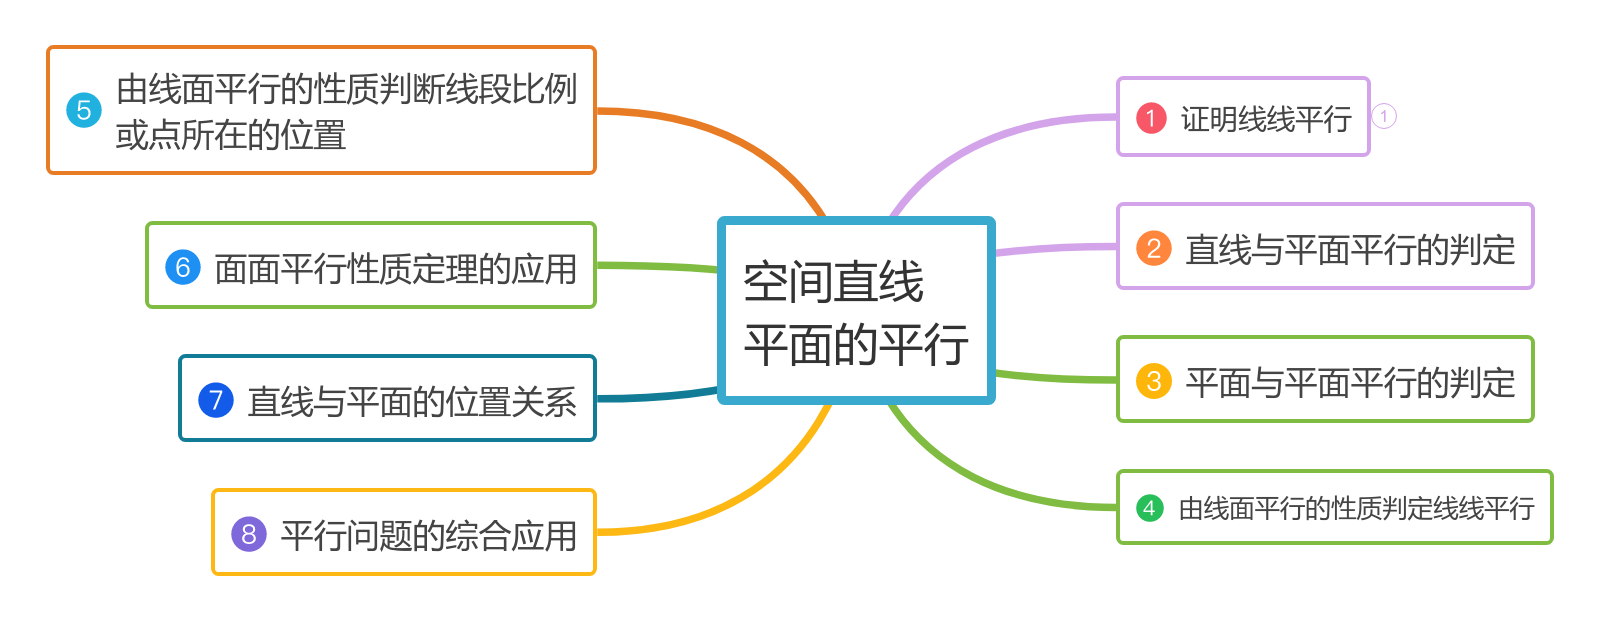 空间直线
平面的平行
1 证明线线平行 1
2 直线与平面平行的判定
3 平面与平面平行的判定
4 由线面平行的性质判定线线平行
5 由线面平行的性质判断线段比例
或点所在的位置
6 面面平行性质定理的应用
7 直线与平面的位置关系
8 平行问题的综合应用